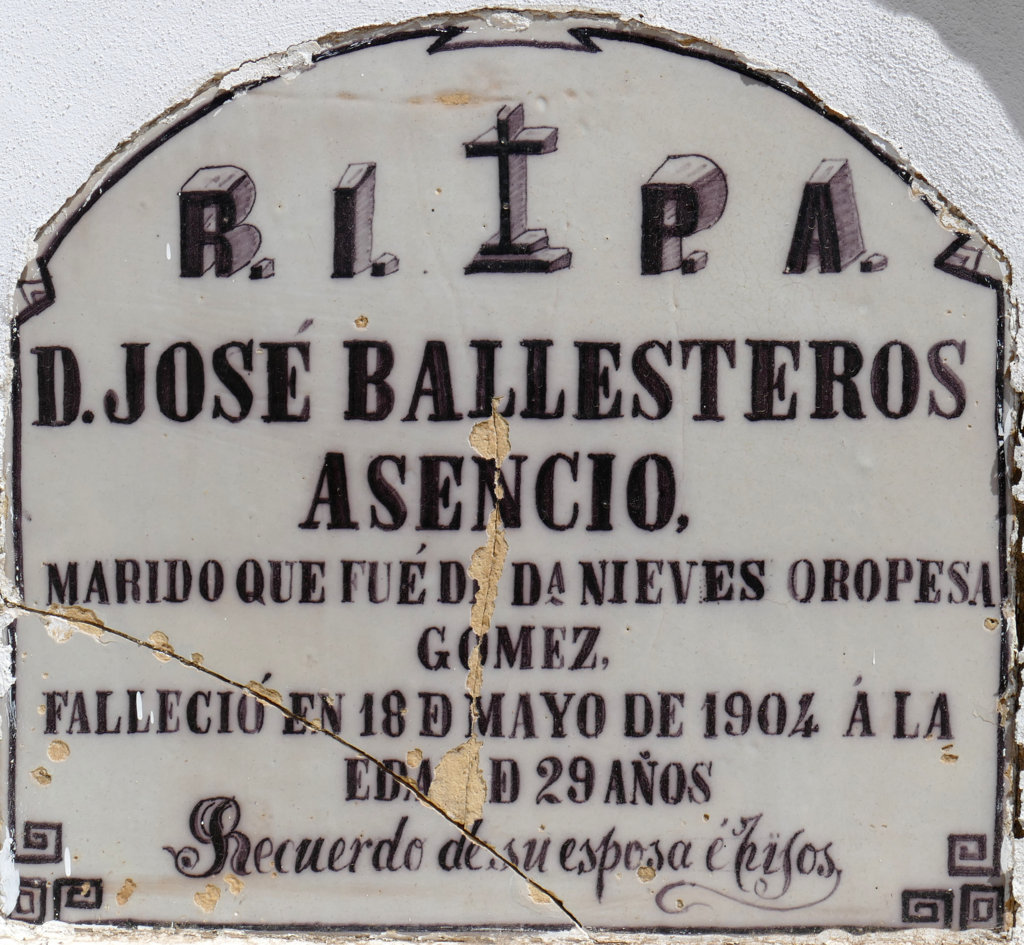 R. I. P. A.
D. JOSÉ BALLESTEROS
ASENCIO,
MARIDO QUE FUÉ DE Dª NIEVES OROPESA
GOMEZ,
FALLECIÓ EN 18 D MAYO DE 1904 Á LA
EDAD D 29 AÑOS
Recuerdo de su esposa é hijos.